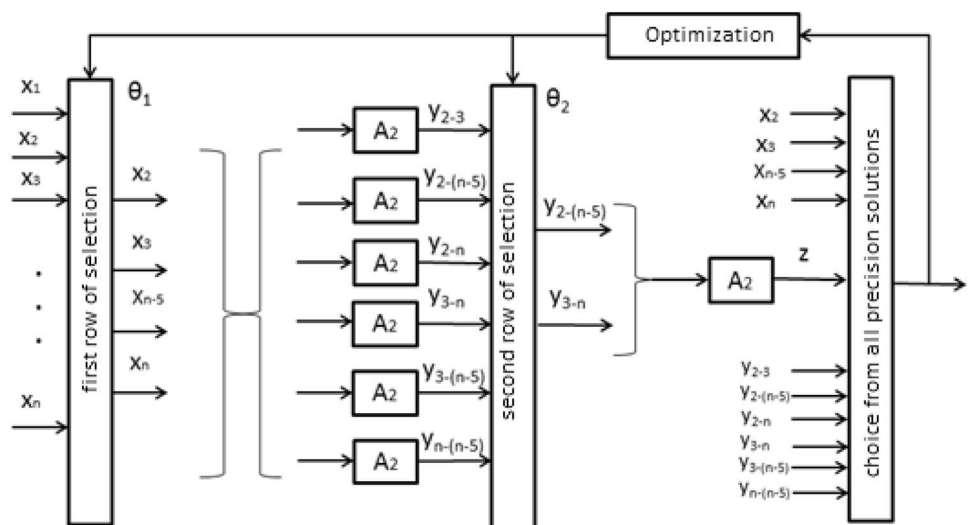 Optimization
x₁
x₂
x₃
xₙ
first row of selection
θ₁
x₂
x₃
xₙ₋₅
xₙ
A₂
A₂
A₂
A₂
A₂
A₂
y₂₋₃
y₂₋₍ₙ₋₅₎
y₂₋ₙ
y₃₋ₙ
y₃₋₍ₙ₋₅₎
yₙ₋₍ₙ₋₅₎
second row of selection
θ₂
y₂₋₍ₙ₋₅₎
y₃₋ₙ
A₂
z
x₂
x₃
xₙ₋₅
xₙ
y₂₋₃
y₂₋₍ₙ₋₅₎
y₂₋ₙ
y₃₋ₙ
y₃₋₍ₙ₋₅₎
yₙ₋₍ₙ₋₅₎
choice from all precision solutions